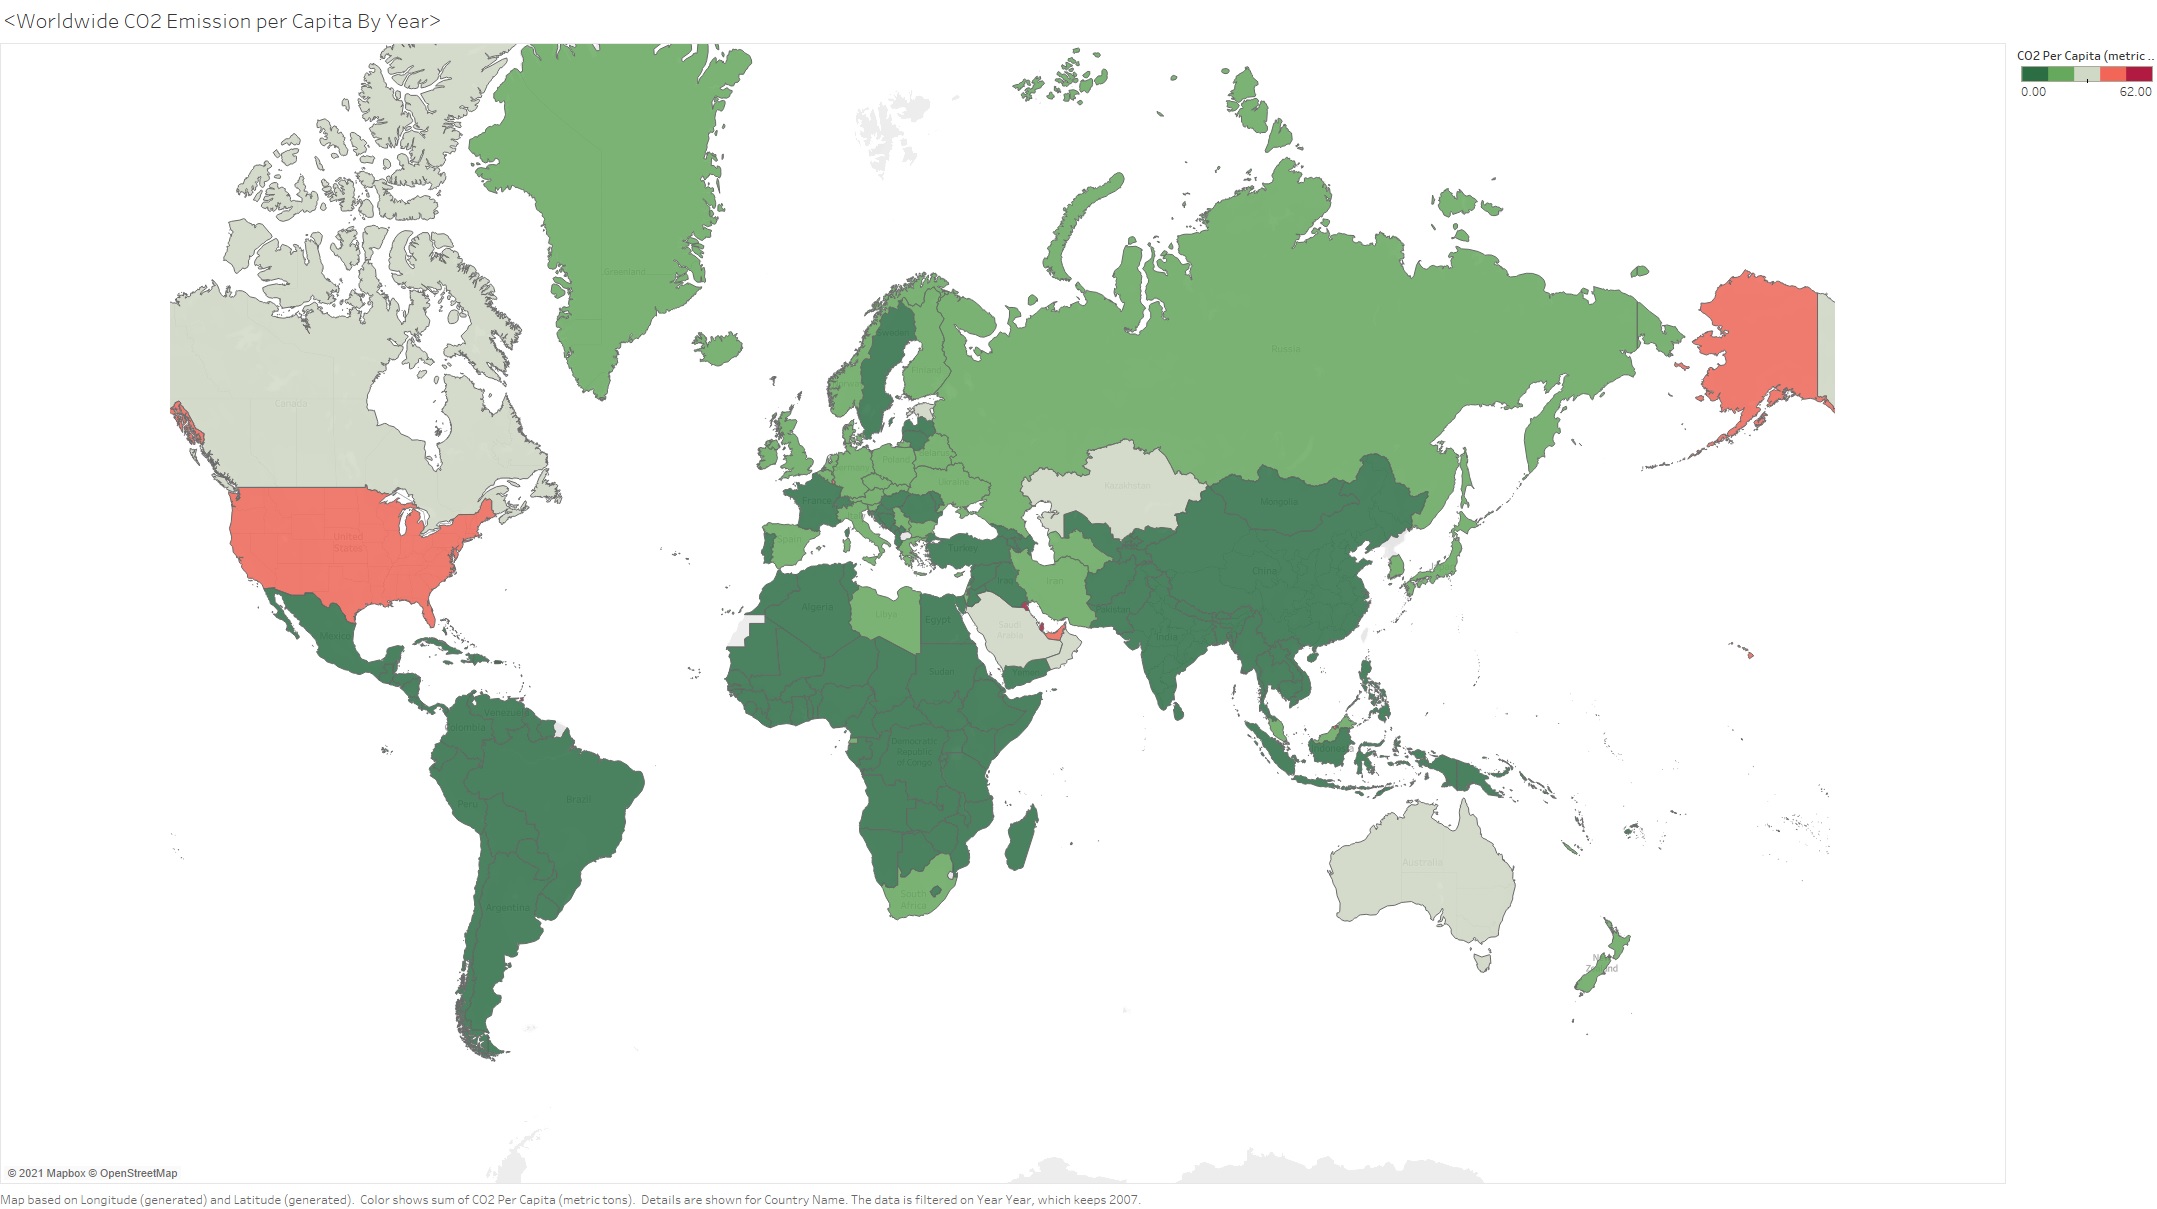 <Worldwide CO2 Emission per Capita By Year>
CO2 Per Capita (metric ..
0.00 62.00
Greenland
Sweden
Russia
Finland
Norway
Canada
Belarus
Poland
Germany
Ukraine
Kazakhstan
France
Mongolia
United
States
Spain
Turkey
China
Iraq
Iran
Algeria
Libya
Egypt
Pakistan
Saudi
Arabia
Mexico
India
Sudan
Yemen
Venezuela
Colombia
Democratic
Republic
of Congo
Indonesia
Brazil
Peru
Australia
South
Africa
Argentina
© 2021 Mapbox © OpenStreetMap
Map based on Longitude (generated) and Latitude (generated).  Color shows sum of CO2 Per Capita (metric tons).  Details are shown for Country Name. The data is filtered on Year Year, which keeps 2007.